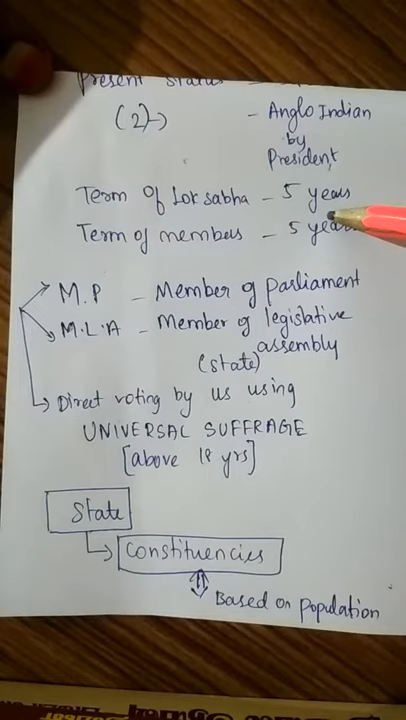 Present status -
(2)→ - Anglo Indian
by
President
Term of Lok sabha - 5 years
Term of members - 5 years
M.P - Member of parliament
M.L.A - Member of legislative
assembly
(state)
Direct voting by us using
UNIVERSAL SUFFRAGE
[above 18 yrs]
State
Constituencies
Based on population